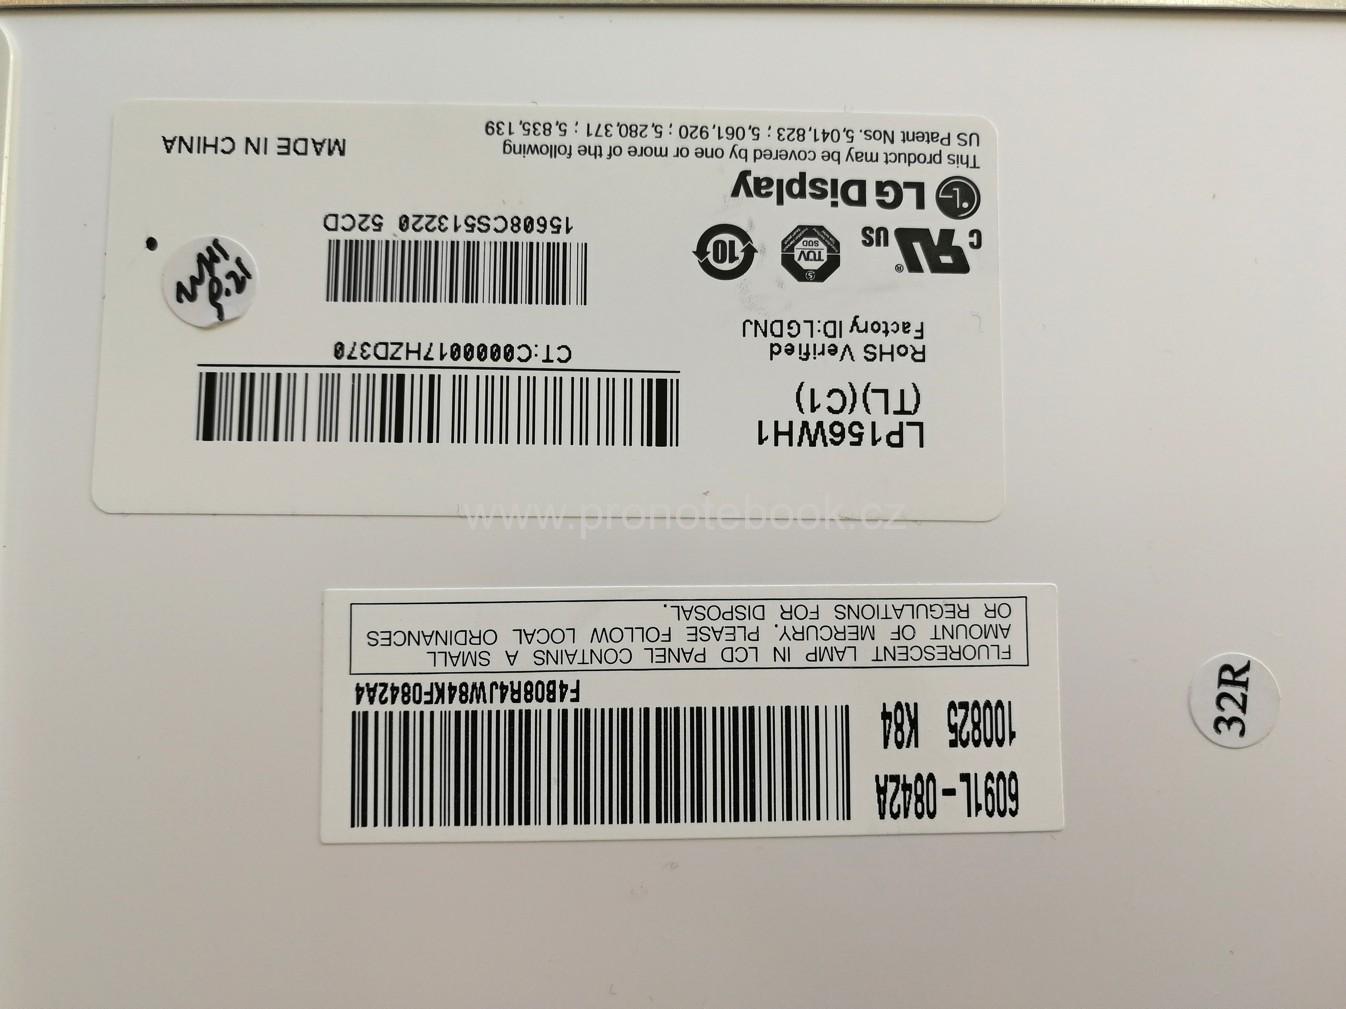 6091L-0842A
100825 K84
F4B08R4JW84KF0842A4
FLUORESCENT LAMP IN LCD PANEL CONTAINS A SMALL
AMOUNT OF MERCURY. PLEASE FOLLOW LOCAL ORDINANCES
OR REGULATIONS FOR DISPOSAL.
32R
www.pronotebook.cz
LP156WH1
(TL)(C1)
CT:C0000017HZD370
RoHS Verified
Factory ID:LGDNJ
c UR US
TÜV
SÜD
10
15608CS513220 52CD
LG Display
This product may be covered by one or more of the following
US Patent Nos. 5,041,823 ; 5,061,920 ; 5,280,371 ; 5,835,139
MADE IN CHINA